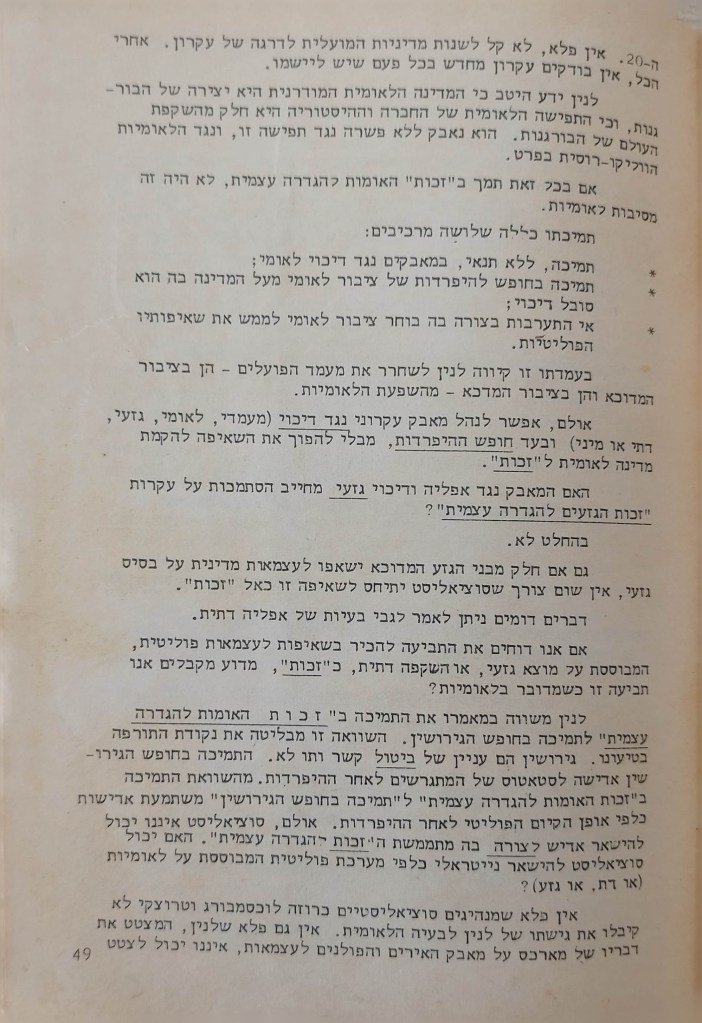 ה-20. אין פלא, לא קל לשנות מדיניות המועלית לדרגה של עקרון. אחרי
הכל, אין בודקים עקרון מחדש בכל פעם שיש ליישמו.
לנין ידע היטב כי המדינה הלאומית המודרנית היא יצירה של הבור-
גנות, וכי התפישה הלאומית של החברה וההיסטוריה היא חלק מהשקפת
העולם של הבורגנות. הוא נאבק ללא פשרה נגד תפישה זו, ונגד הלאומיות
הווליקו-רוסית בפרט.
אם בכל זאת תמך ב"זכות" האומות להגדרה עצמית, לא היה זה
מסיבות לאומיות.
תמיכתו כללה שלושה מרכיבים:
* תמיכה, ללא תנאי, במאבקים נגד דיכוי לאומי;
* תמיכה בחופש להיפרדות של ציבור לאומי מעל המדינה בה הוא
סובל דיכוי;
* אי התערבות בצורה בה בוחר ציבור לאומי לממש את שאיפותיו
הפוליטיות.
בעמדתו זו קיווה לנין לשחרר את מעמד הפועלים - הן בציבור
המדוכא והן בציבור המדכא - מהשפעת הלאומיות.
אולם, אפשר לנהל מאבק עקרוני נגד דיכוי (מעמדי, לאומי, גזעי,
דתי או מיני) ובעד חופש ההיפרדות, מבלי להפוך את השאיפה להקמת
מדינה לאומית ל"זכות".
האם המאבק נגד אפליה ודיכוי גזעי מחייב הסתמכות על עקרות
"זכות הגזעים להגדרה עצמית"?
בהחלט לא.
גם אם חלק מבני הגזע המדוכא ישאפו לעצמאות מדינית על בסיס
גזעי, אין שום צורך שסוציאליסט יתיחס לשאיפה זו כאל "זכות".
דברים דומים ניתן לאמר לגבי בעיות של אפליה דתית.
אם אנו דוחים את התביעה להכיר בשאיפות לעצמאות פוליטית,
המבוססת על מוצא גזעי, או השקפה דתית, כ"זכות", מדוע מקבלים אנו
תביעה זו כשמדובר בלאומיות?
לנין משווה במאמרו את התמיכה ב"זכות האומות להגדרה
עצמית" לתמיכה בחופש הגירושין. השוואה זו מבליטה את נקודת התורפה
בטיעונו. גירושין הם עניין של ביטול קשר ותו לא. התמיכה בחופש הגירו-
שין אדישה לסטאטוס של המתגרשים לאחר ההיפרדות. מהשוואת התמיכה
ב"זכות האומות להגדרה עצמית" ל"תמיכה בחופש הגירושין" משתמעת אדישות
כלפי אופן הקיום הפוליטי לאחר ההיפרדות. אולם, סוציאליסט איננו יכול
להישאר אדיש לצורה בה מתממשת ה"זכות להגדרה עצמית". האם יכול
סוציאליסט להישאר נייטראלי כלפי מערכת פוליטית המבוססת על לאומיות
(או דת, או גזע)?
אין פלא שמנהיגים סוציאליסטיים כרוזה לוכסמבורג וטרוצקי לא
קיבלו את גישתו של לנין לבעיה הלאומית. אין גם פלא שלנין, המצטט את
דבריו של מארכס על מאבק האירים והפולנים לעצמאות, איננו יכול לצטט
49